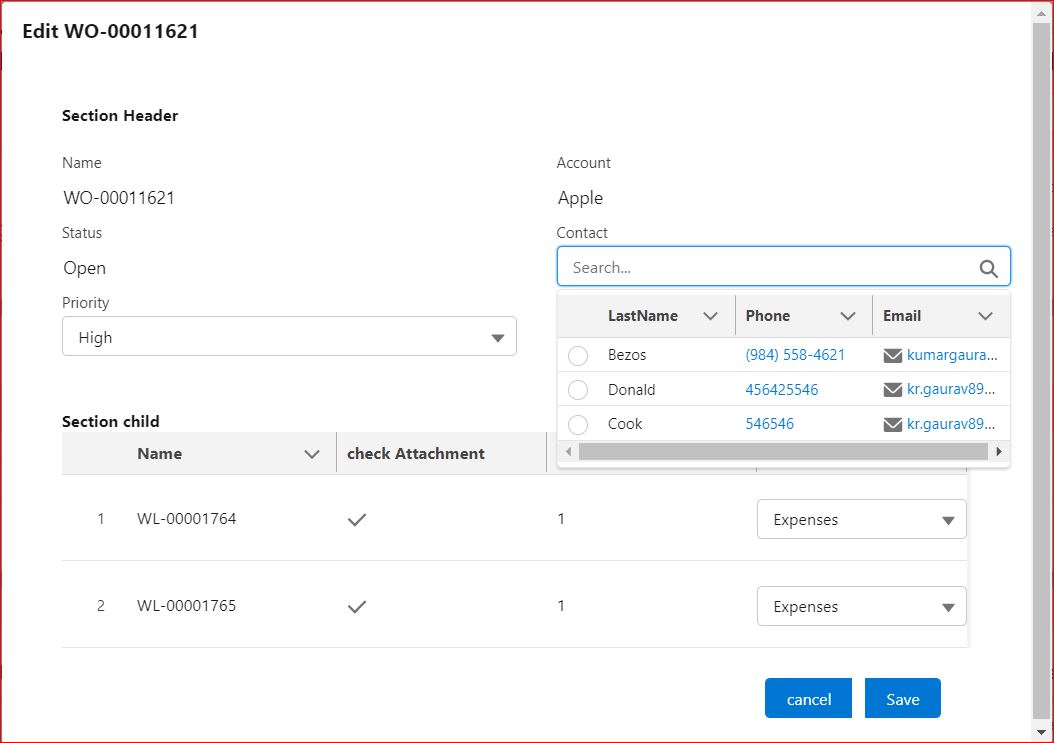 Edit WO-00011621
Section Header
Name
WO-00011621
Status
Open
Priority
High
Account
Apple
Contact
Search...
LastName Phone Email
Bezos (984) 558-4621 kumargaura...
Donald 456425546 kr.gaurav89...
Cook 546546 kr.gaurav89...
Section child
Name check Attachment
1 WL-00001764 1 Expenses
2 WL-00001765 1 Expenses
cancel Save